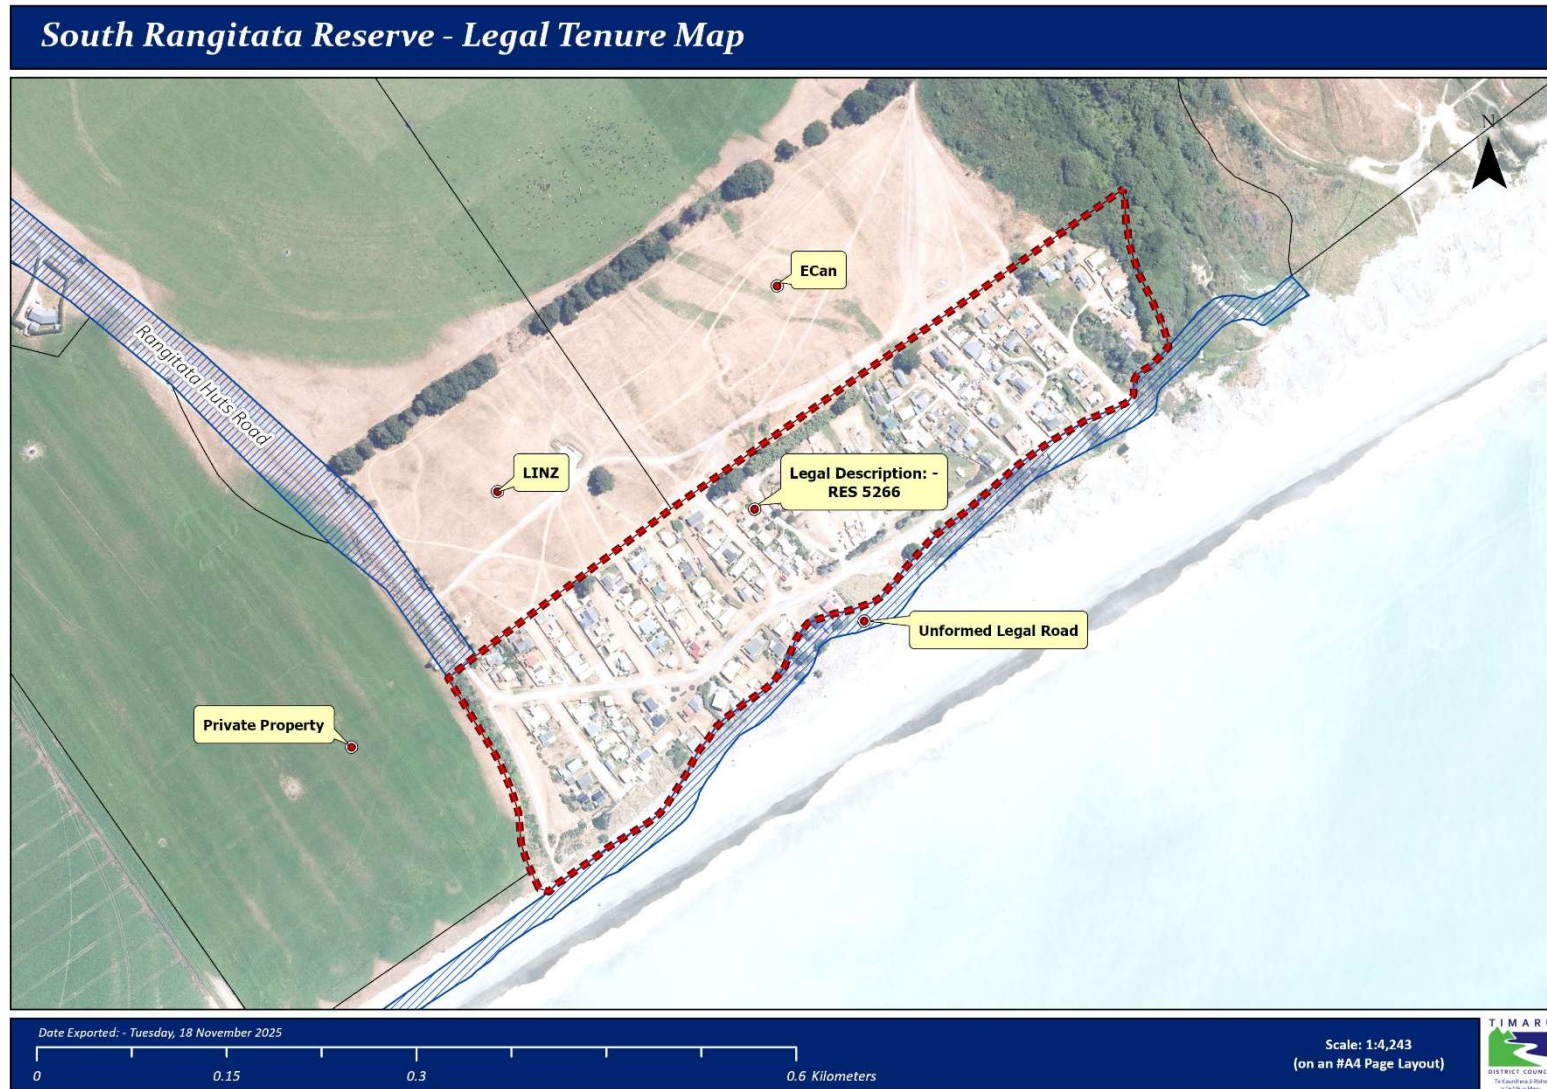 South Rangitata Reserve - Legal Tenure Map
N
ECan
Rangitata Huts Road
LINZ
Legal Description: -
RES 5266
Unformed Legal Road
Private Property
Date Exported: - Tuesday, 18 November 2025
0
0.15
0.3
0.6 Kilometers
Scale: 1:4,243
(on an #A4 Page Layout)
TIMARU
DISTRICT COUNC